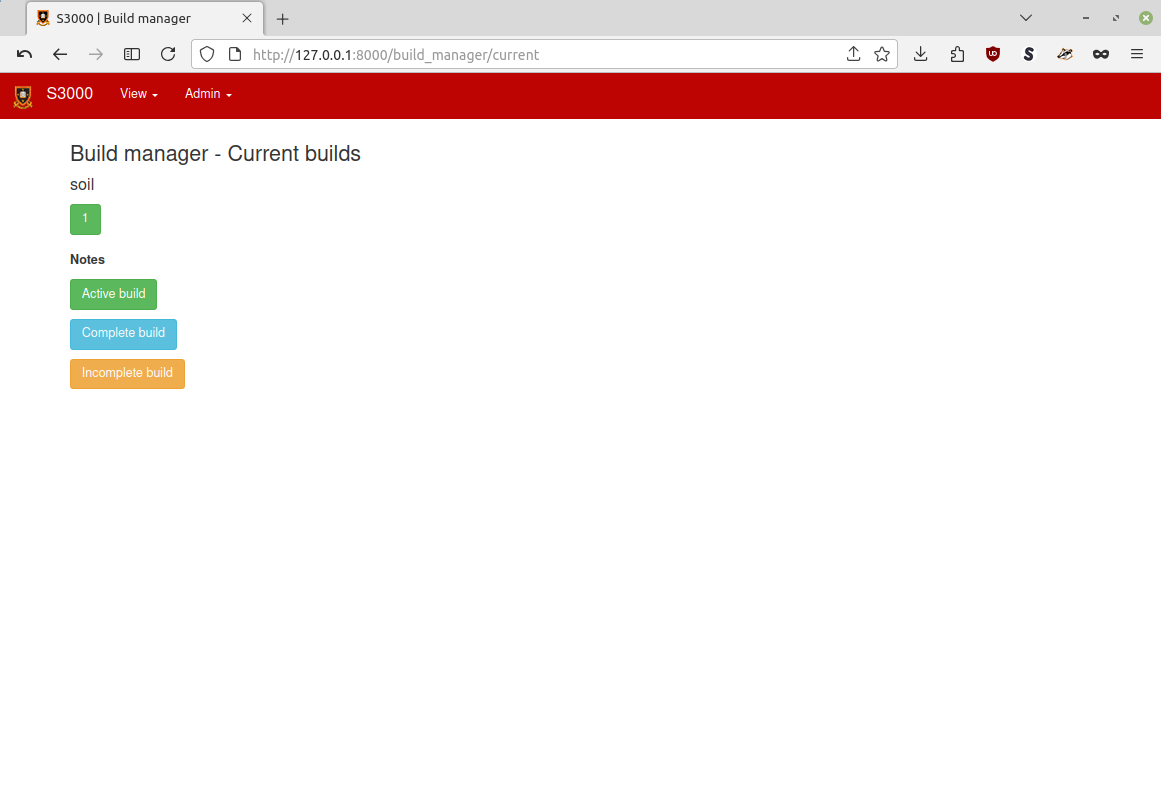 S3000 | Build manager
http://127.0.0.1:8000/build_manager/current
S3000 View Admin
Build manager - Current builds
soil
1
Notes
Active build
Complete build
Incomplete build